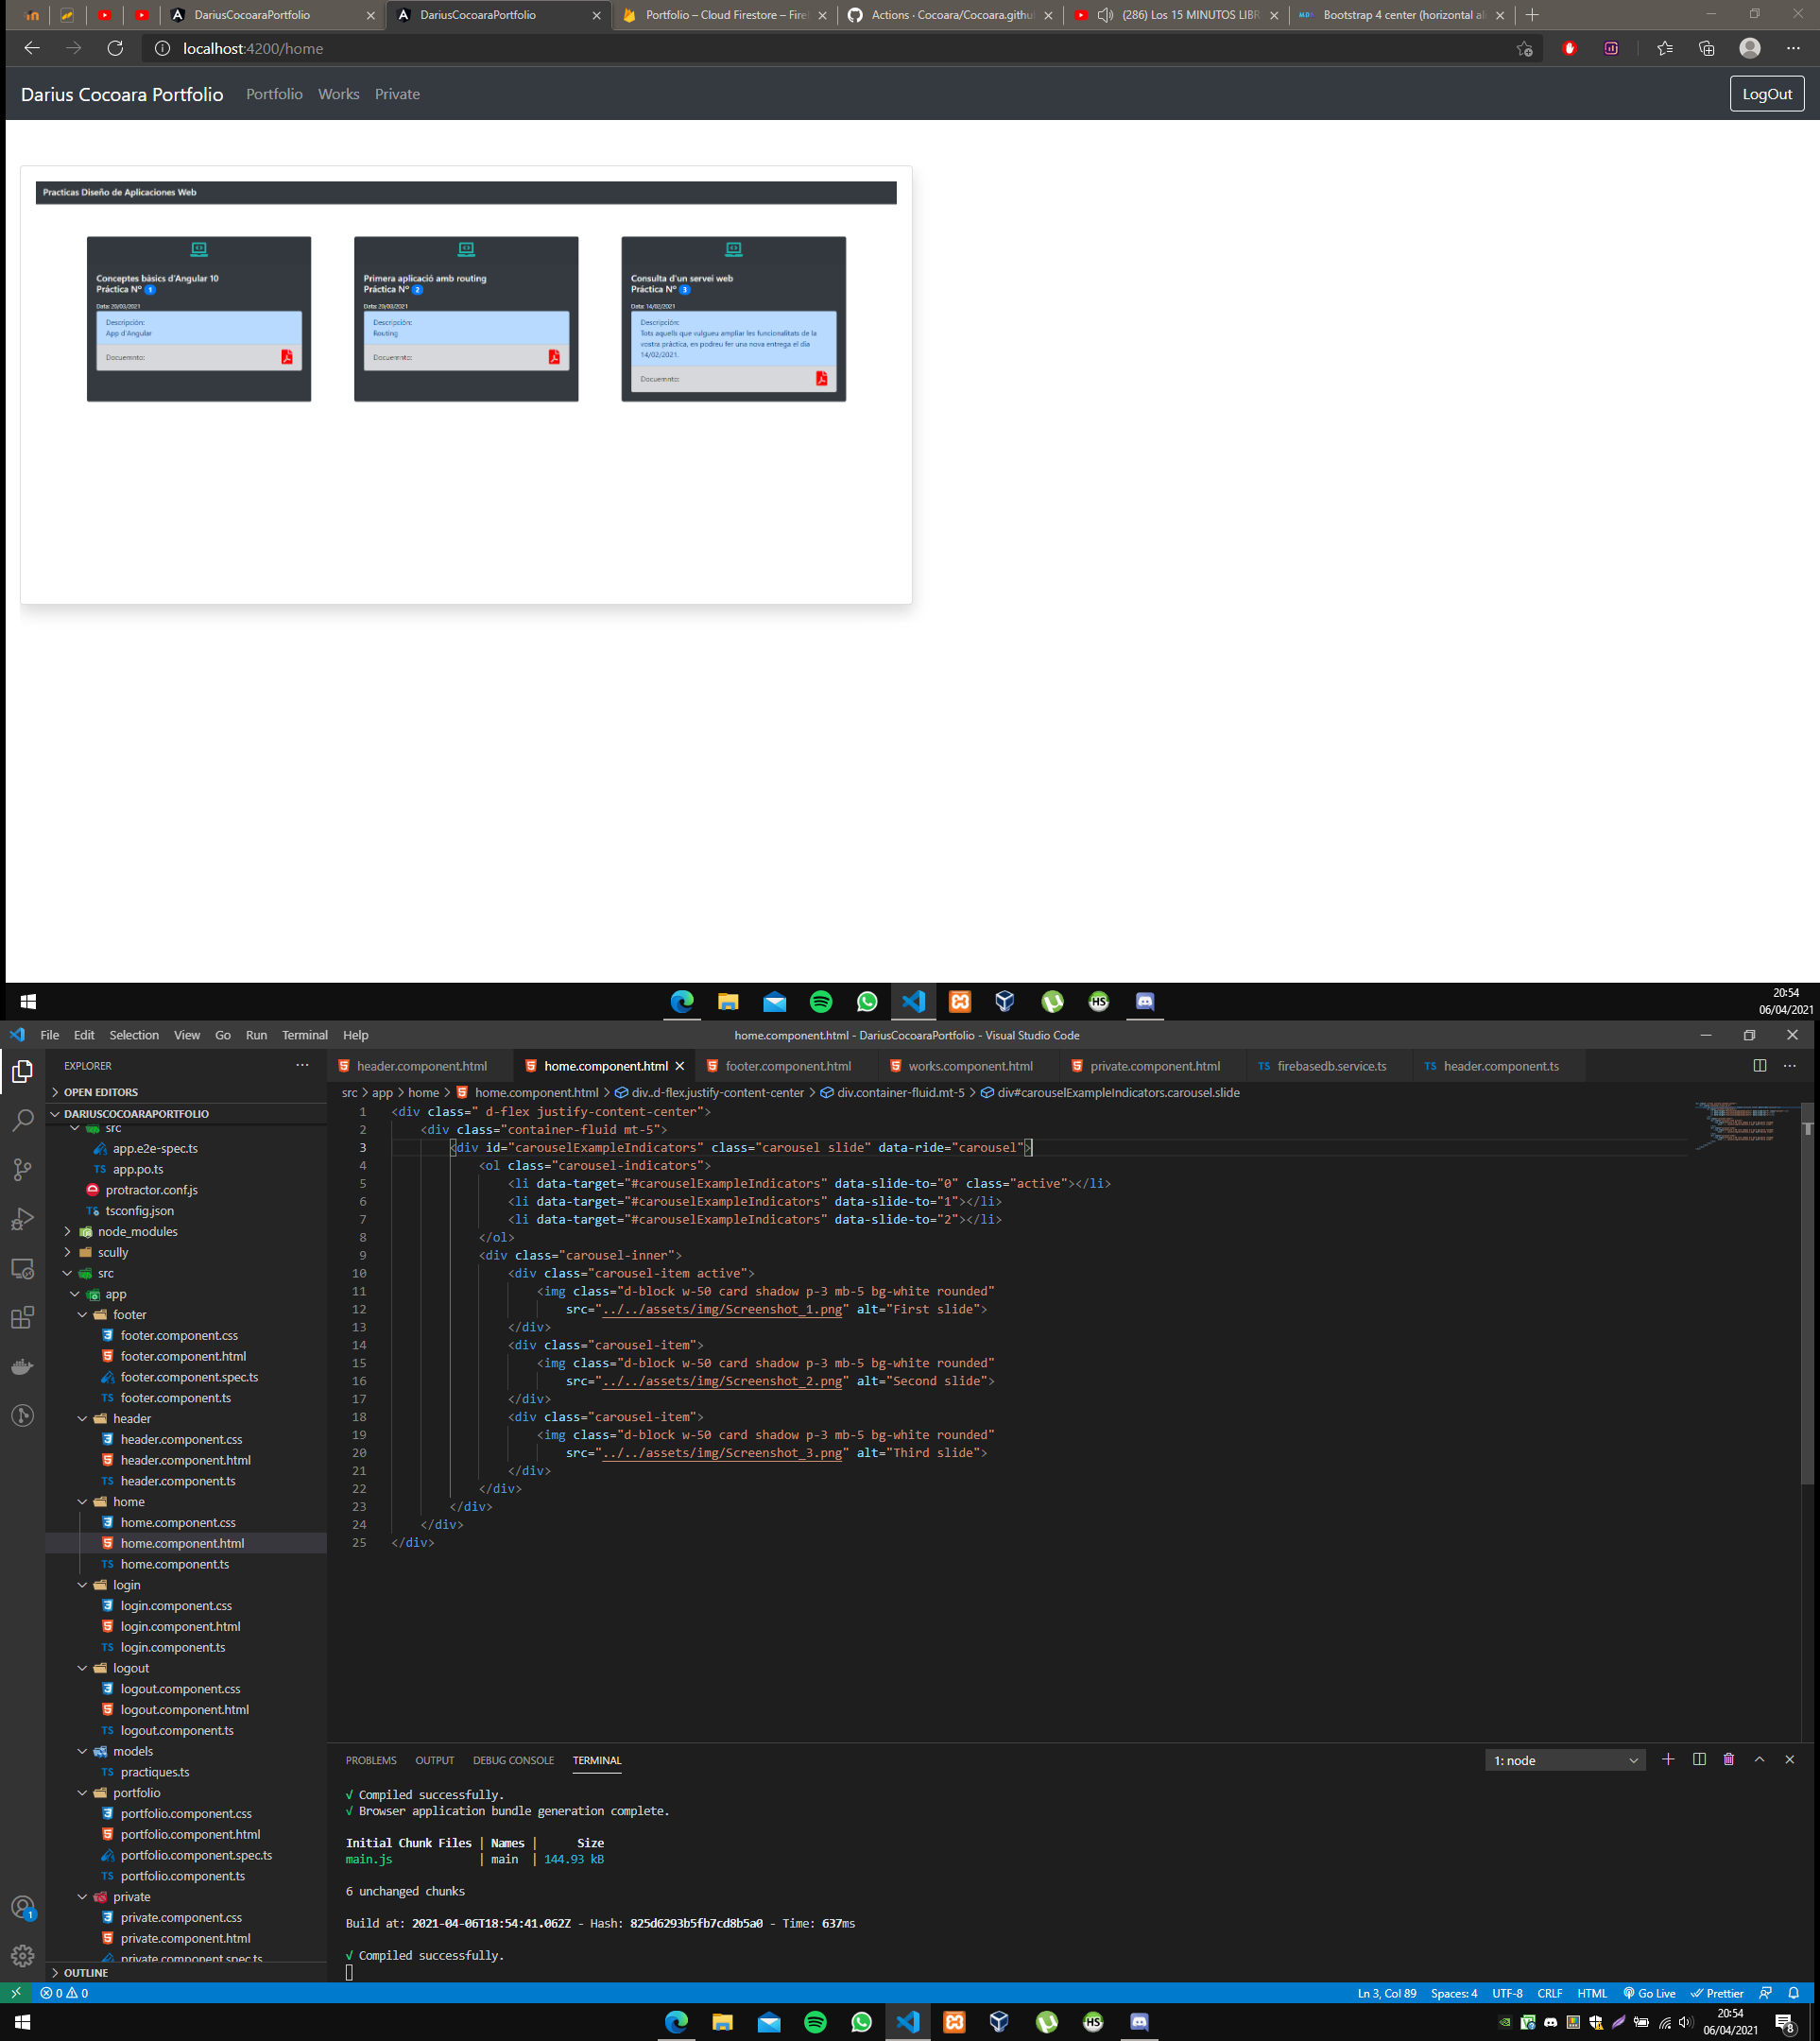 DariusCocoaraPortfolio
DariusCocoaraPortfolio
Portfolio – Cloud Firestore – Fire
Actions · Cocoara/Cocoara.githu
(286) Los 15 MINUTOS LIBR
Bootstrap 4 center (horizontal al
localhost:4200/home
Darius Cocoara Portfolio Portfolio Works Private LogOut
Practicas Diseño de Aplicaciones Web
Conceptes bàsics d'Angular 10
Práctica Nº 1
Data: 20/03/2021
Descripción:
App d'Angular
Docuemnto:
Primera aplicació amb routing
Práctica Nº 2
Data: 20/03/2021
Descripción:
Routing
Docuemnto:
Consulta d'un servei web
Práctica Nº 3
Data: 14/02/2021
Descripción:
Tots aquells que vulgueu ampliar les funcionalitats de la
vostra pràctica, en podreu fer una nova entrega el dia
14/02/2021.
Docuemnto:
20:54
06/04/2021
File Edit Selection View Go Run Terminal Help
home.component.html - DariusCocoaraPortfolio - Visual Studio Code
EXPLORER
OPEN EDITORS
DARIUSCOCOARAPORTFOLIO
src
app.e2e-spec.ts
TS app.po.ts
protractor.conf.js
tsconfig.json
node_modules
scully
src
app
footer
footer.component.css
footer.component.html
footer.component.spec.ts
TS footer.component.ts
header
header.component.css
header.component.html
TS header.component.ts
home
home.component.css
home.component.html
TS home.component.ts
login
login.component.css
login.component.html
TS login.component.ts
logout
logout.component.css
logout.component.html
TS logout.component.ts
models
TS practiques.ts
portfolio
portfolio.component.css
portfolio.component.html
portfolio.component.spec.ts
TS portfolio.component.ts
private
private.component.css
private.component.html
private.component.spec.ts
OUTLINE
header.component.html home.component.html footer.component.html works.component.html private.component.html TS firebasedb.service.ts TS header.component.ts
src > app > home > home.component.html > div..d-flex.justify-content-center > div.container-fluid.mt-5 > div#carouselExampleIndicators.carousel.slide
1 <div class=" d-flex justify-content-center">
2 <div class="container-fluid mt-5">
3 <div id="carouselExampleIndicators" class="carousel slide" data-ride="carousel">
4 <ol class="carousel-indicators">
5 <li data-target="#carouselExampleIndicators" data-slide-to="0" class="active"></li>
6 <li data-target="#carouselExampleIndicators" data-slide-to="1"></li>
7 <li data-target="#carouselExampleIndicators" data-slide-to="2"></li>
8 </ol>
9 <div class="carousel-inner">
10 <div class="carousel-item active">
11 <img class="d-block w-50 card shadow p-3 mb-5 bg-white rounded"
12 src="../../assets/img/Screenshot_1.png" alt="First slide">
13 </div>
14 <div class="carousel-item">
15 <img class="d-block w-50 card shadow p-3 mb-5 bg-white rounded"
16 src="../../assets/img/Screenshot_2.png" alt="Second slide">
17 </div>
18 <div class="carousel-item">
19 <img class="d-block w-50 card shadow p-3 mb-5 bg-white rounded"
20 src="../../assets/img/Screenshot_3.png" alt="Third slide">
21 </div>
22 </div>
23 </div>
24 </div>
25 </div>
PROBLEMS OUTPUT DEBUG CONSOLE TERMINAL 1: node
√ Compiled successfully.
√ Browser application bundle generation complete.
Initial Chunk Files | Names | Size
main.js | main | 144.93 kB
6 unchanged chunks
Build at: 2021-04-06T18:54:41.062Z - Hash: 825d6293b5fb7cd8b5a0 - Time: 637ms
√ Compiled successfully.
0 0 Ln 3, Col 89 Spaces: 4 UTF-8 CRLF HTML Go Live Prettier
20:54
06/04/2021
8